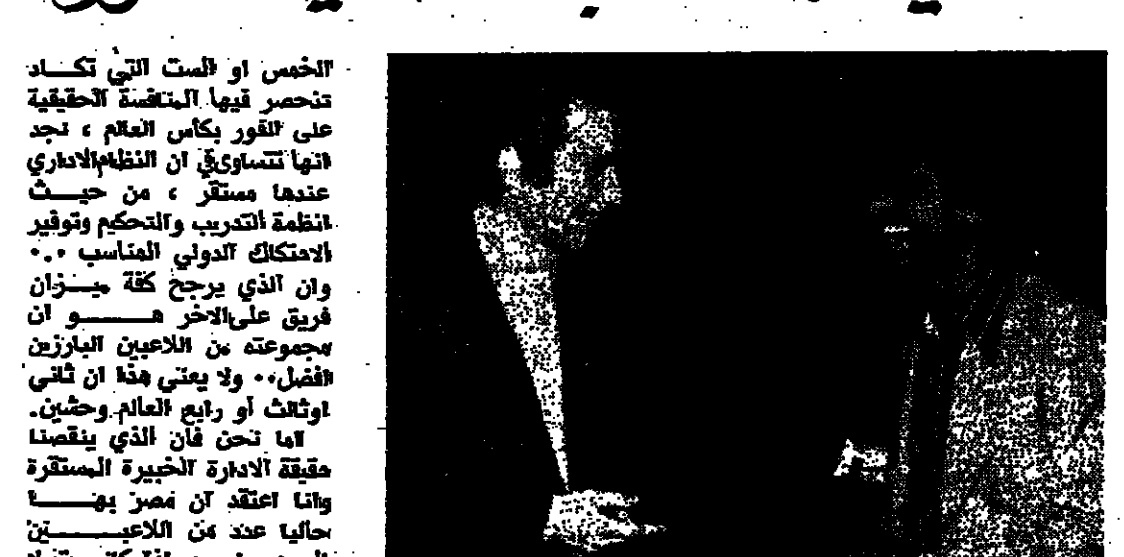 الخمس او الست التي تكاد
تنحصر فيها المنافسة الحقيقية
على الفوز بكأس العالم ، نجد
انها تتساوى في ان النظام الاداري
عندها مستقر ، من حيث
انظمة التدريب والتحكيم وتوفير
الاحتكاك الدولي المناسب ..
وان الذي يرجح كفة ميزان
فريق على الاخر هو ان
مجموعته من اللاعبين البارزين
افضل.. ولا يعني هذا ان ثاني
او ثالث او رابع العالم وحشين.
اما نحن فان الذي ينقصنا
حقيقة الادارة الخبيرة المستقرة
وانا اعتقد ان مصر بها
حاليا عدد من اللاعبين